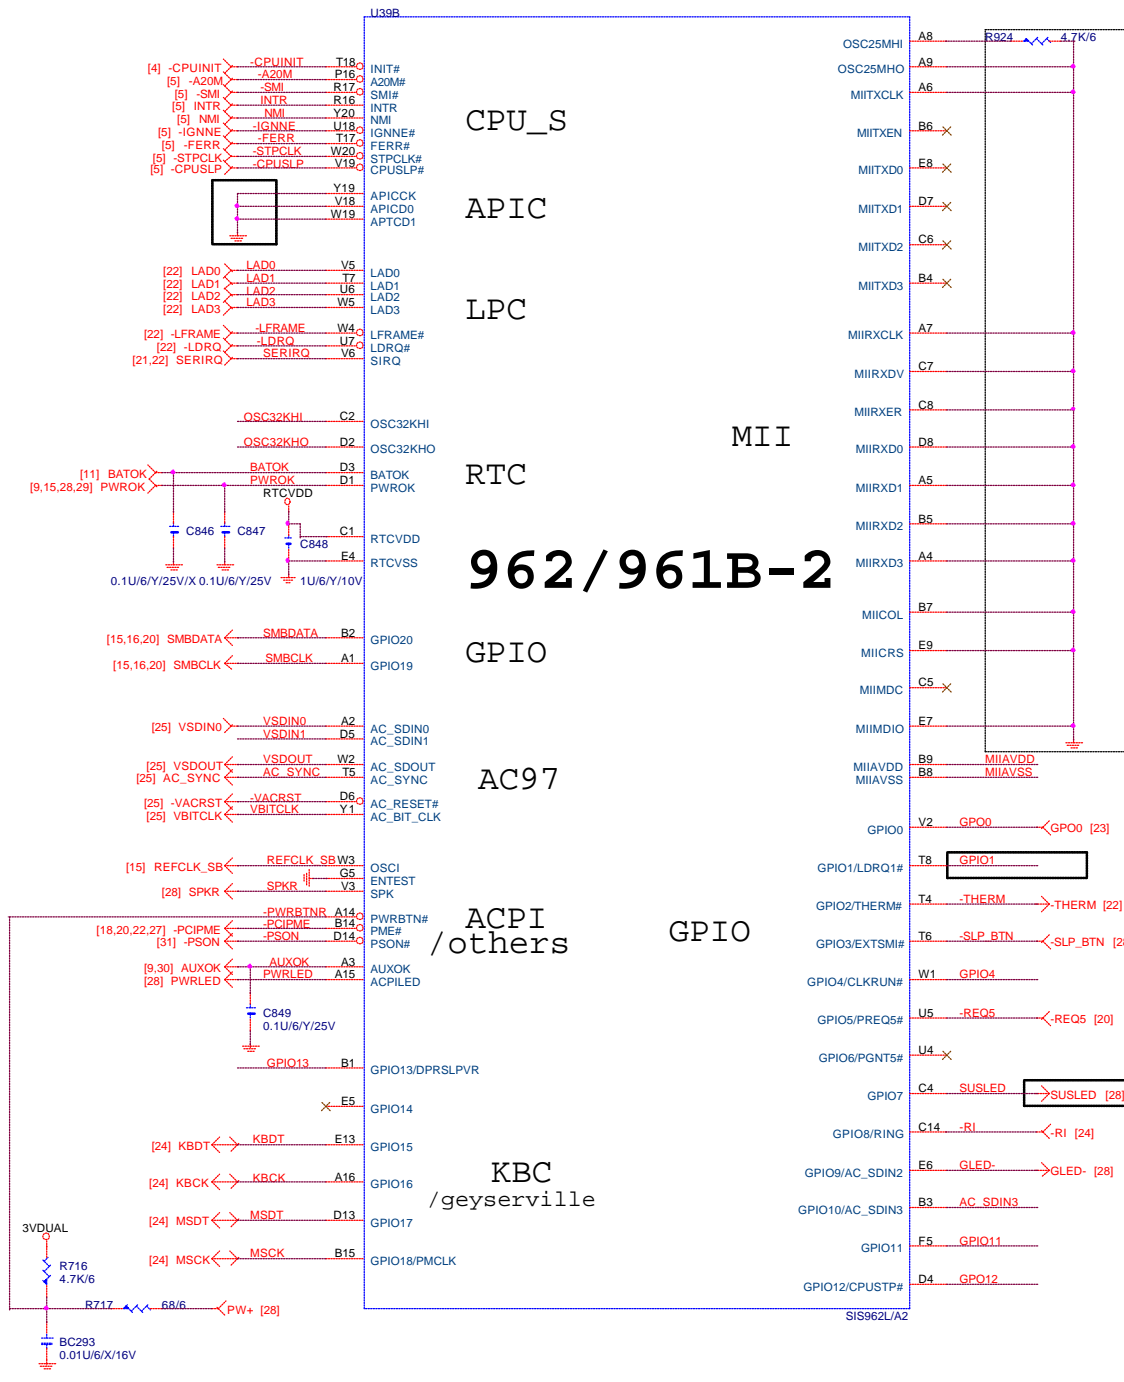 U39B
[4] -CPUINIT -CPUINIT T18 INIT#
[5] -A20M -A20M P16 A20M#
[5] -SMI -SMI R17 SMI#
[5] INTR INTR R16 INTR
[5] NMI NMI Y20 NMI
[5] -IGNNE -IGNNE U18 IGNNE#
[5] -FERR -FERR T17 FERR#
[5] -STPCLK -STPCLK W20 STPCLK#
[5] -CPUSLP -CPUSLP V19 CPUSLP#
CPU_S
Y19 APICCK
V18 APICD0
W19 APTCD1
APIC
[22] LAD0 LAD0 V5 LAD0
[22] LAD1 LAD1 T7 LAD1
[22] LAD2 LAD2 U6 LAD2
[22] LAD3 LAD3 W5 LAD3
LPC
[22] -LFRAME -LFRAME W4 LFRAME#
[22] -LDRQ -LDRQ U7 LDRQ#
[21,22] SERIRQ SERIRQ V6 SIRQ
OSC32KHI C2 OSC32KHI
OSC32KHO D2 OSC32KHO
[11] BATOK BATOK D3 BATOK
[9,15,28,29] PWROK PWROK D1 PWROK
RTC
RTCVDD
C846 C847 C848
C1 RTCVDD
E4 RTCVSS
0.1U/6/Y/25V/X 0.1U/6/Y/25V 1U/6/Y/10V
962/961B-2
[15,16,20] SMBDATA SMBDATA B2 GPIO20
[15,16,20] SMBCLK SMBCLK A1 GPIO19
GPIO
[25] VSDIN0 VSDIN0 A2 AC_SDIN0
VSDIN1 D5 AC_SDIN1
[25] VSDOUT VSDOUT W2 AC_SDOUT
[25] AC_SYNC AC_SYNC T5 AC_SYNC
AC97
[25] -VACRST -VACRST D6 AC_RESET#
[25] VBITCLK VBITCLK Y1 AC_BIT_CLK
[15] REFCLK_SB REFCLK_SB W3 OSCI
G5 ENTEST
[28] SPKR SPKR V3 SPK
-PWRBTNR A14 PWRBTN#
[18,20,22,27] -PCIPME -PCIPME B14 PME#
[31] -PSON -PSON D14 PSON#
ACPI
/others
[9,30] AUXOK AUXOK A3 AUXOK
[28] PWRLED PWRLED A15 ACPILED
C849
0.1U/6/Y/25V
GPIO13 B1 GPIO13/DPRSLPVR
E5 GPIO14
[24] KBDT KBDT E13 GPIO15
[24] KBCK KBCK A16 GPIO16
KBC
/geyserville
[24] MSDT MSDT D13 GPIO17
[24] MSCK MSCK B15 GPIO18/PMCLK
3VDUAL
R716
4.7K/6
R717 68/6 PW+ [28]
BC293
0.01U/6/X/16V
OSC25MHI A8 R924 4.7K/6
OSC25MHO A9
MIITXCLK A6
MIITXEN B6
MIITXD0 E8
MIITXD1 D7
MIITXD2 C6
MIITXD3 B4
MIIRXCLK A7
MIIRXDV C7
MIIRXER C8
MII
MIIRXD0 D8
MIIRXD1 A5
MIIRXD2 B5
MIIRXD3 A4
MIICOL B7
MIICRS E9
MIIMDC C5
MIIMDIO E7
MIIAVDD B9 MIIAVDD
MIIAVSS B8 MIIAVSS
GPIO0 V2 GPO0 GPO0 [23]
GPIO1/LDRQ1# T8 GPIO1
GPIO2/THERM# T4 -THERM -THERM [22]
GPIO
GPIO3/EXTSMI# T6 -SLP_BTN -SLP_BTN [28
GPIO4/CLKRUN# W1 GPIO4
GPIO5/PREQ5# U5 -REQ5 -REQ5 [20]
GPIO6/PGNT5# U4
GPIO7 C4 SUSLED SUSLED [28]
GPIO8/RING C14 -RI -RI [24]
GPIO9/AC_SDIN2 E6 GLED- GLED- [28]
GPIO10/AC_SDIN3 B3 AC_SDIN3
GPIO11 F5 GPIO11
GPIO12/CPUSTP# D4 GPO12
SIS962L/A2